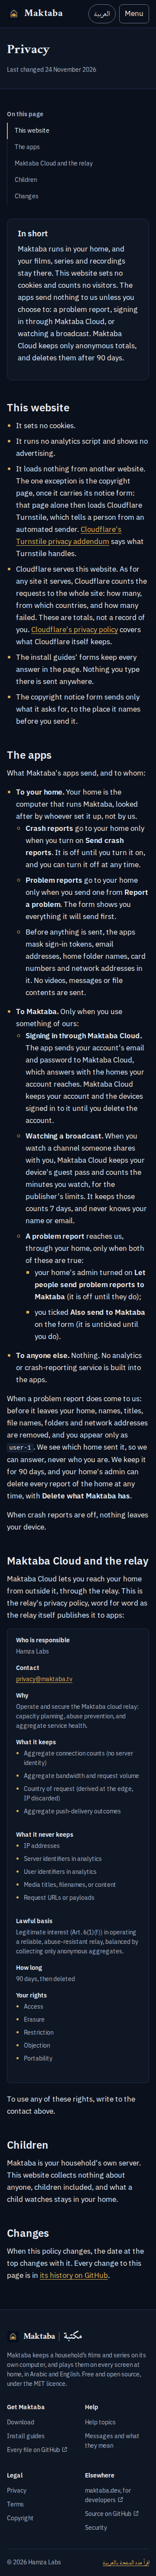 Maktaba
العربية
Menu
Privacy
Last changed 24 November 2026
On this page
This website
The apps
Maktaba Cloud and the relay
Children
Changes
In short
Maktaba runs in your home, and
your films, series and recordings
stay there. This website sets no
cookies and counts no visitors. The
apps send nothing to us unless you
choose to: a problem report, signing
in through Maktaba Cloud, or
watching a broadcast. Maktaba
Cloud keeps only anonymous totals,
and deletes them after 90 days.
This website
It sets no cookies.
It runs no analytics script and shows no
advertising.
It loads nothing from another website.
The one exception is the copyright
page, once it carries its notice form:
that page alone then loads Cloudflare
Turnstile, which tells a person from an
automated sender. Cloudflare's
Turnstile privacy addendum says what
Turnstile handles.
Cloudflare serves this website. As for
any site it serves, Cloudflare counts the
requests to the whole site: how many,
from which countries, and how many
failed. These are totals, not a record of
you. Cloudflare's privacy policy covers
what Cloudflare itself keeps.
The install guides' forms keep every
answer in the page. Nothing you type
there is sent anywhere.
The copyright notice form sends only
what it asks for, to the place it names
before you send it.
The apps
What Maktaba's apps send, and to whom:
To your home. Your home is the
computer that runs Maktaba, looked
after by whoever set it up, not by us.
Crash reports go to your home only
when you turn on Send crash
reports. It is off until you turn it on,
and you can turn it off at any time.
Problem reports go to your home
only when you send one from Report
a problem. The form shows you
everything it will send first.
Before anything is sent, the apps
mask sign-in tokens, email
addresses, home folder names, card
numbers and network addresses in
it. No videos, messages or file
contents are sent.
To Maktaba. Only when you use
something of ours:
Signing in through Maktaba Cloud.
The app sends your account's email
and password to Maktaba Cloud,
which answers with the homes your
account reaches. Maktaba Cloud
keeps your account and the devices
signed in to it until you delete the
account.
Watching a broadcast. When you
watch a channel someone shares
with you, Maktaba Cloud keeps your
device's guest pass and counts the
minutes you watch, for the
publisher's limits. It keeps those
counts 7 days, and never knows your
name or email.
A problem report reaches us,
through your home, only when both
of these are true:
your home's admin turned on Let
people send problem reports to
Maktaba (it is off until they do);
you ticked Also send to Maktaba
on the form (it is unticked until
you do).
To anyone else. Nothing. No analytics
or crash-reporting service is built into
the apps.
When a problem report does come to us:
before it leaves your home, names, titles,
file names, folders and network addresses
are removed, and you appear only as
user-1. We see which home sent it, so we
can answer, never who you are. We keep it
for 90 days, and your home's admin can
delete every report of the home at any
time, with Delete what Maktaba has.
When crash reports are off, nothing leaves
your device.
Maktaba Cloud and the relay
Maktaba Cloud lets you reach your home
from outside it, through the relay. This is
the relay's privacy policy, word for word as
the relay itself publishes it to apps:
Who is responsible
Hamza Labs
Contact
privacy@maktaba.tv
Why
Operate and secure the Maktaba cloud relay:
capacity planning, abuse prevention, and
aggregate service health.
What it keeps
Aggregate connection counts (no server
identity)
Aggregate bandwidth and request volume
Country of request (derived at the edge,
IP discarded)
Aggregate push-delivery outcomes
What it never keeps
IP addresses
Server identifiers in analytics
User identifiers in analytics
Media titles, filenames, or content
Request URLs or payloads
Lawful basis
Legitimate interest (Art. 6(1)(f)) in operating
a reliable, abuse-resistant relay, balanced by
collecting only anonymous aggregates.
How long
90 days, then deleted
Your rights
Access
Erasure
Restriction
Objection
Portability
To use any of these rights, write to the
contact above.
Children
Maktaba is your household's own server.
This website collects nothing about
anyone, children included, and what a
child watches stays in your home.
Changes
When this policy changes, the date at the
top changes with it. Every change to this
page is in its history on GitHub.
Maktaba | مكتبة
Maktaba keeps a household's films and series on its
own computer, and plays them on every screen at
home, in Arabic and English. Free and open source,
under the MIT licence.
Get Maktaba
Download
Install guides
Every file on GitHub
Help
Help topics
Messages and what
they mean
Legal
Privacy
Terms
Copyright
Elsewhere
maktaba.dev, for
developers
Source on GitHub
Security
© 2026 Hamza Labs
اقرأ هذه الصفحة بالعربية